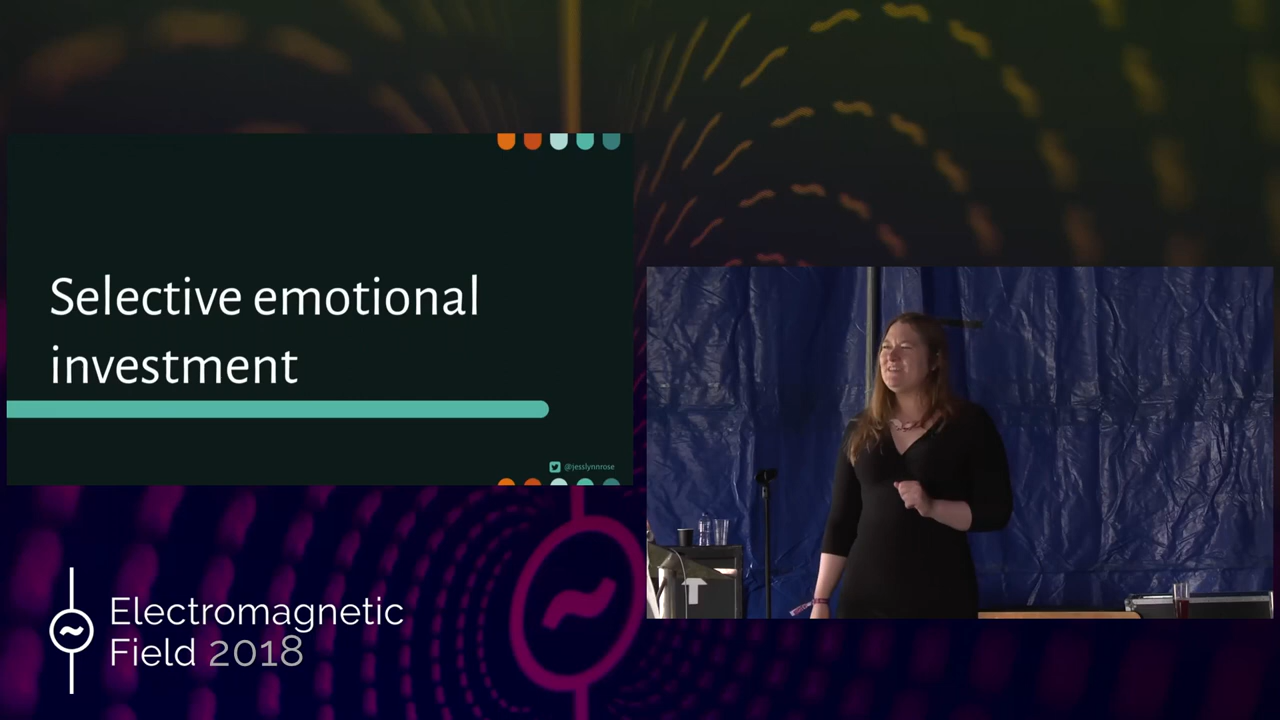 Selective emotional
investment
@jesslynnrose
Electromagnetic
Field 2018